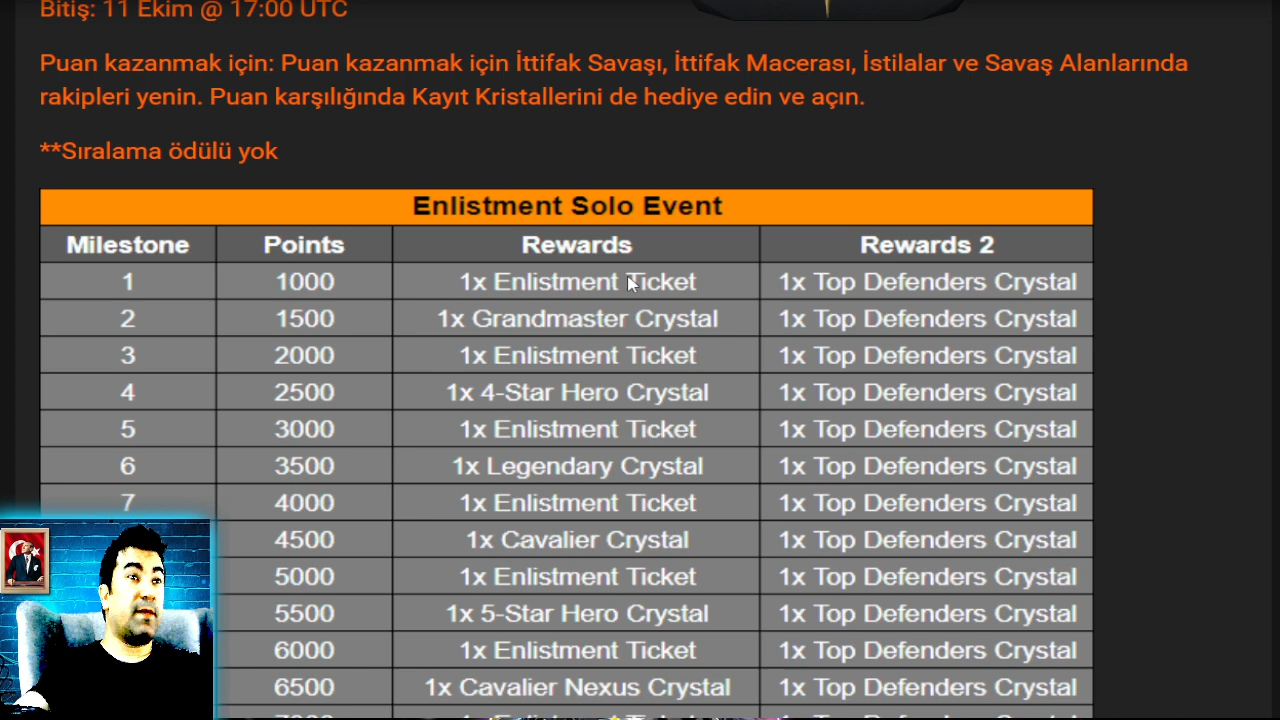 Bitiş: 11 Ekim @ 17:00 UTC
Puan kazanmak için: Puan kazanmak için İttifak Savaşı, İttifak Macerası, İstilalar ve Savaş Alanlarında
rakipleri yenin. Puan karşılığında Kayıt Kristallerini de hediye edin ve açın.
**Sıralama ödülü yok
Enlistment Solo Event
Milestone Points Rewards Rewards 2
1 1000 1x Enlistment Ticket 1x Top Defenders Crystal
2 1500 1x Grandmaster Crystal 1x Top Defenders Crystal
3 2000 1x Enlistment Ticket 1x Top Defenders Crystal
4 2500 1x 4-Star Hero Crystal 1x Top Defenders Crystal
5 3000 1x Enlistment Ticket 1x Top Defenders Crystal
6 3500 1x Legendary Crystal 1x Top Defenders Crystal
7 4000 1x Enlistment Ticket 1x Top Defenders Crystal
4500 1x Cavalier Crystal 1x Top Defenders Crystal
5000 1x Enlistment Ticket 1x Top Defenders Crystal
5500 1x 5-Star Hero Crystal 1x Top Defenders Crystal
6000 1x Enlistment Ticket 1x Top Defenders Crystal
6500 1x Cavalier Nexus Crystal 1x Top Defenders Crystal